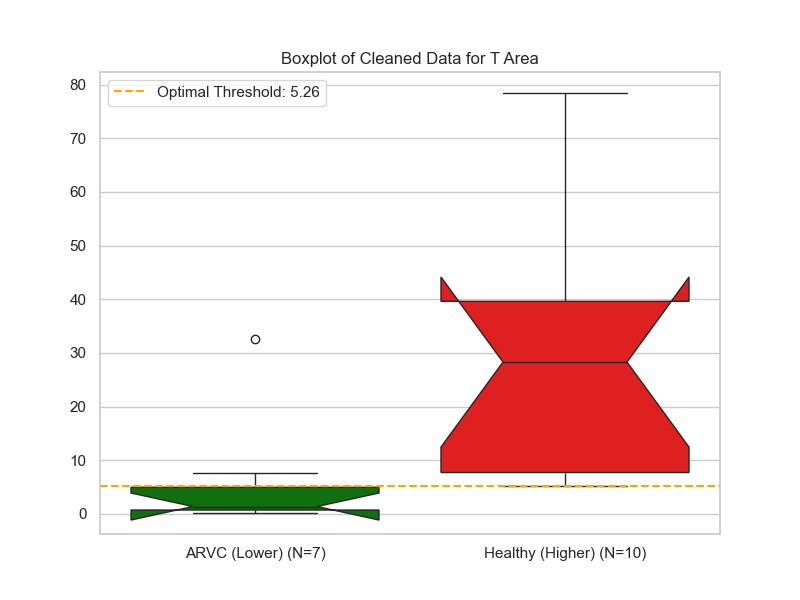 Boxplot of Cleaned Data for T Area
Optimal Threshold: 5.26
80
70
60
50
40
30
20
10
0
ARVC (Lower) (N=7)
Healthy (Higher) (N=10)